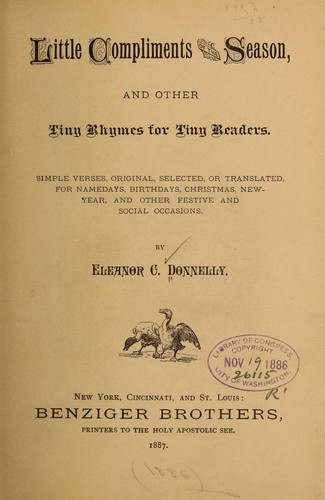 Little Compliments of the Season,
AND OTHER
Tiny Rhymes for Tiny Readers.
SIMPLE VERSES, ORIGINAL, SELECTED, OR TRANSLATED,
FOR NAMEDAYS, BIRTHDAYS, CHRISTMAS, NEW-
YEAR, AND OTHER FESTIVE AND
SOCIAL OCCASIONS.
BY
ELEANOR C. DONNELLY.
LIBRARY OF CONGRESS
COPYRIGHT
NOV 19 1886
26115
CITY OF WASHINGTON.
NEW YORK, CINCINNATI, AND ST. LOUIS:
BENZIGER BROTHERS,
PRINTERS TO THE HOLY APOSTOLIC SEE.
1887.
(1886)